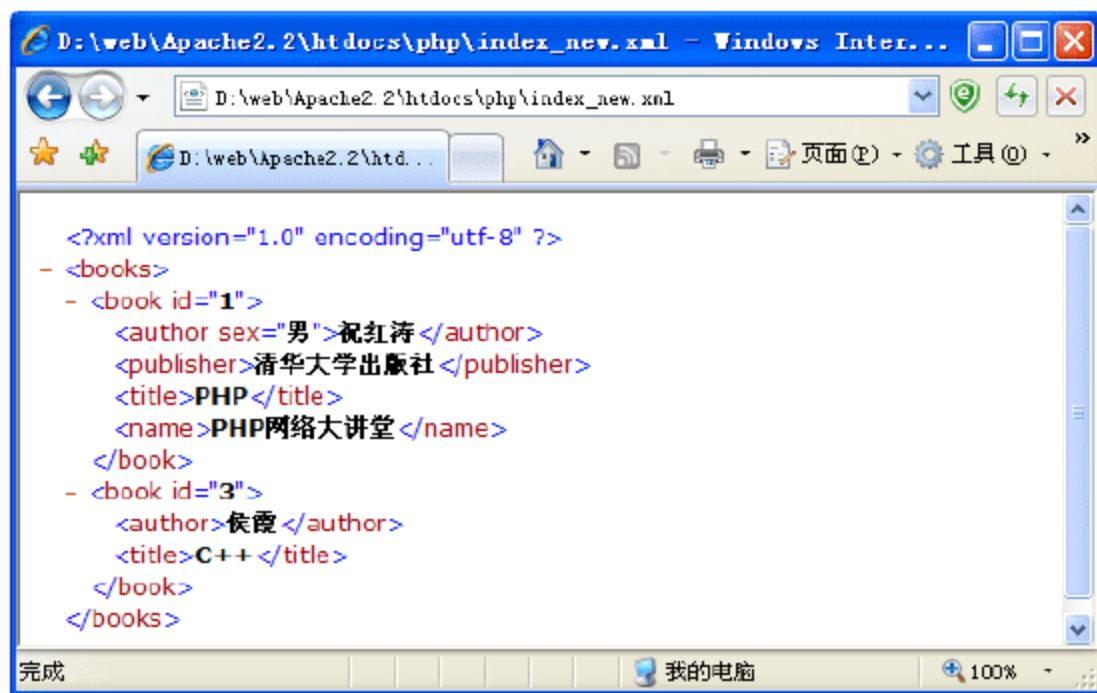 D:\web\Apache2.2\htdocs\php\index_new.xml - Windows Inter...
D:\web\Apache2.2\htdocs\php\index_new.xml
D:\web\Apache2.2\htd...
页面(P)
工具(O)
<?xml version="1.0" encoding="utf-8" ?>
- <books>
- <book id="1">
<author sex="男">祝红涛</author>
<publisher>清华大学出版社</publisher>
<title>PHP</title>
<name>PHP网络大讲堂</name>
</book>
- <book id="3">
<author>侯霞</author>
<title>C++</title>
</book>
</books>
完成
我的电脑
100%